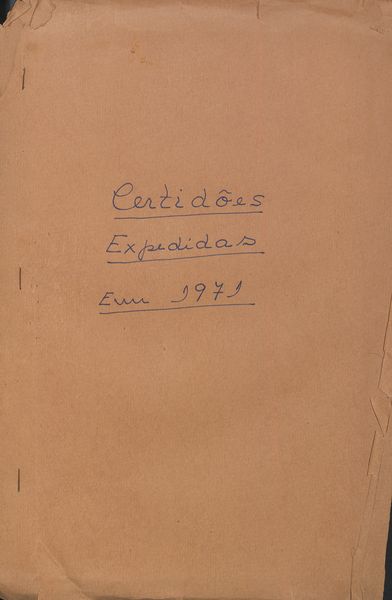 Certidões
Expedidas
Em 1971